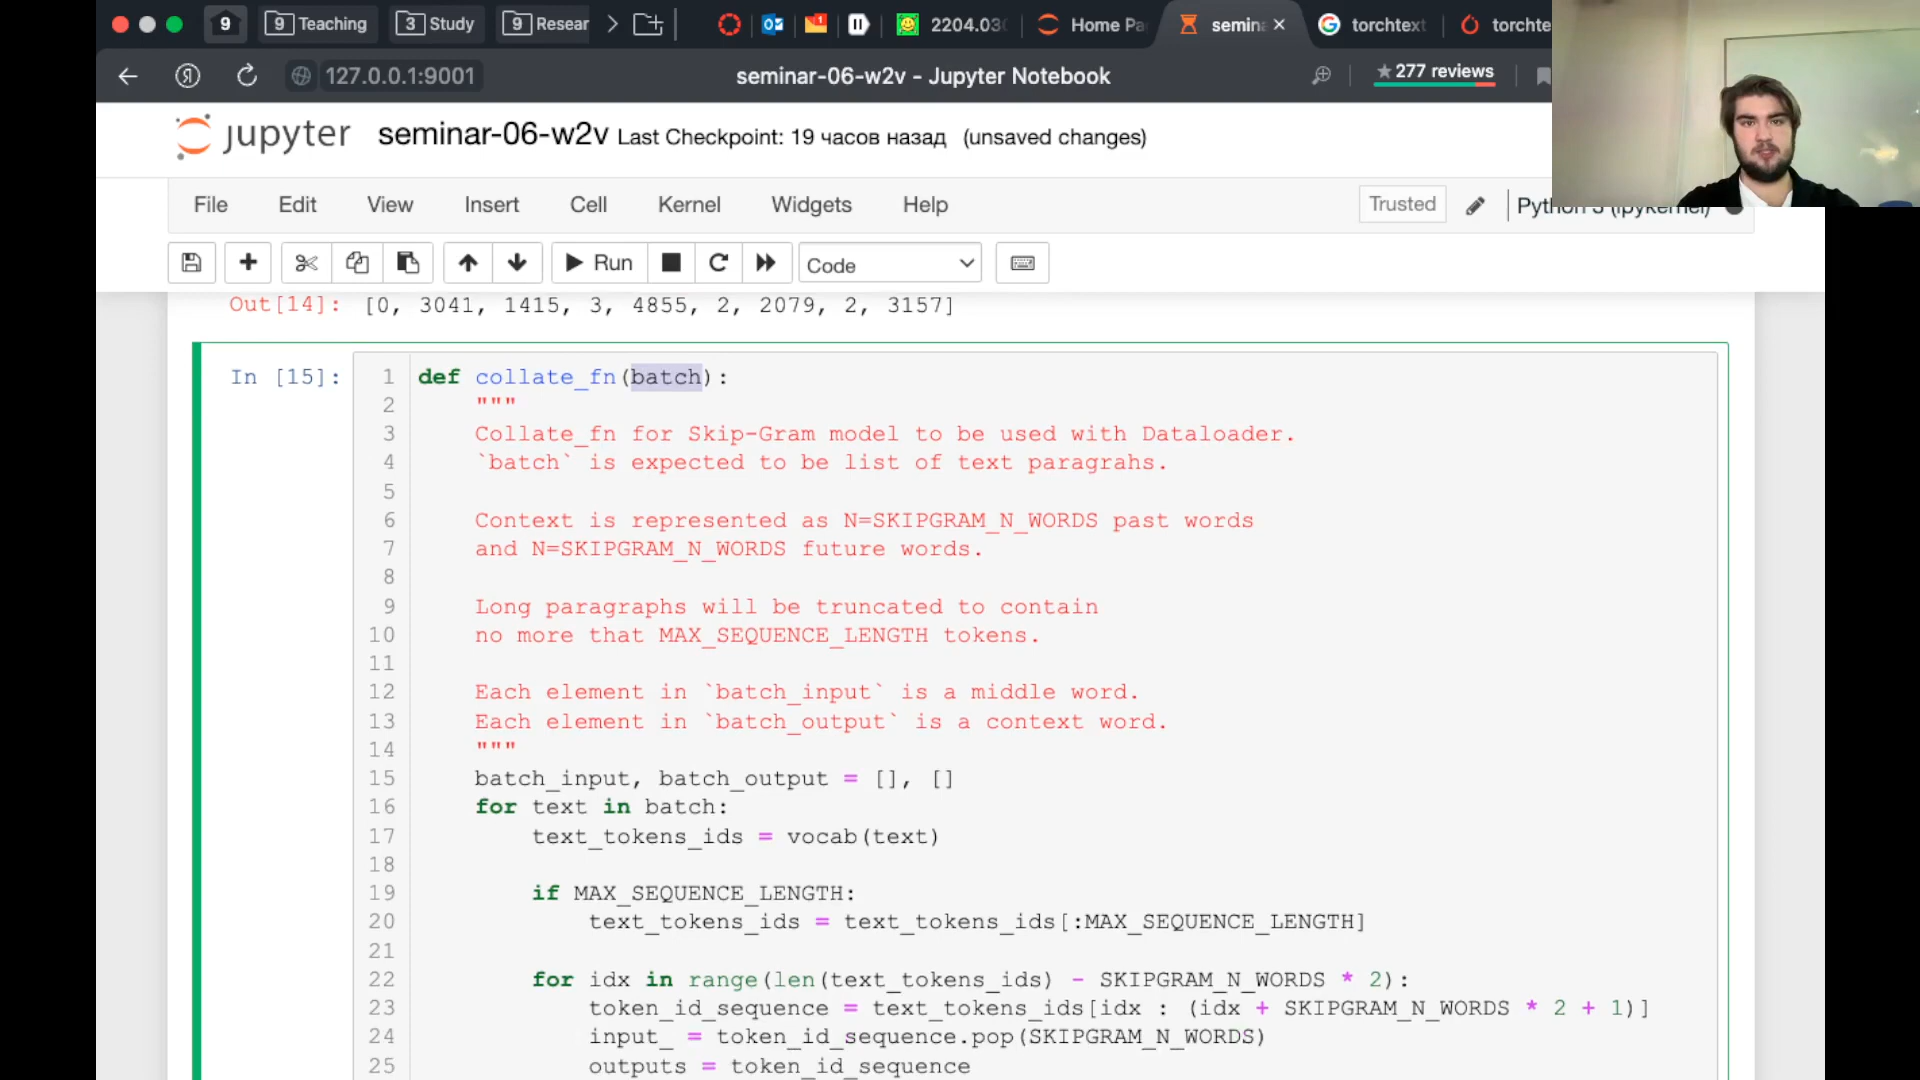 9
9 Teaching
3 Study
9 Resear
1
2204.03
Home Pa
semina
torchtext
torchte
127.0.0.1:9001
seminar-06-w2v - Jupyter Notebook
★ 277 reviews
jupyter seminar-06-w2v Last Checkpoint: 19 часов назад (unsaved changes)
File Edit View Insert Cell Kernel Widgets Help
Trusted
Python 3 (ipykernel)
Run
Code
Out[14]: [0, 3041, 1415, 3, 4855, 2, 2079, 2, 3157]
In [15]: 1 def collate_fn(batch):
2 """
3 Collate_fn for Skip-Gram model to be used with Dataloader.
4 `batch` is expected to be list of text paragrahs.
5
6 Context is represented as N=SKIPGRAM_N_WORDS past words
7 and N=SKIPGRAM_N_WORDS future words.
8
9 Long paragraphs will be truncated to contain
10 no more that MAX_SEQUENCE_LENGTH tokens.
11
12 Each element in `batch_input` is a middle word.
13 Each element in `batch_output` is a context word.
14 """
15 batch_input, batch_output = [], []
16 for text in batch:
17 text_tokens_ids = vocab(text)
18
19 if MAX_SEQUENCE_LENGTH:
20 text_tokens_ids = text_tokens_ids[:MAX_SEQUENCE_LENGTH]
21
22 for idx in range(len(text_tokens_ids) - SKIPGRAM_N_WORDS * 2):
23 token_id_sequence = text_tokens_ids[idx : (idx + SKIPGRAM_N_WORDS * 2 + 1)]
24 input_ = token_id_sequence.pop(SKIPGRAM_N_WORDS)
25 outputs = token_id_sequence